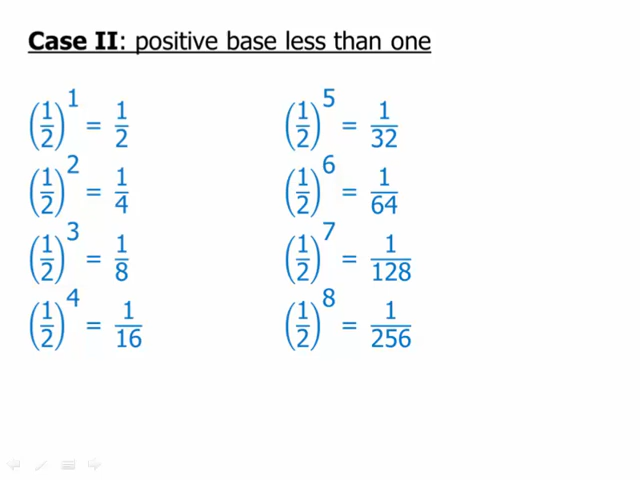 Case II: positive base less than one
(1/2)^1 = 1/2
(1/2)^2 = 1/4
(1/2)^3 = 1/8
(1/2)^4 = 1/16
(1/2)^5 = 1/32
(1/2)^6 = 1/64
(1/2)^7 = 1/128
(1/2)^8 = 1/256